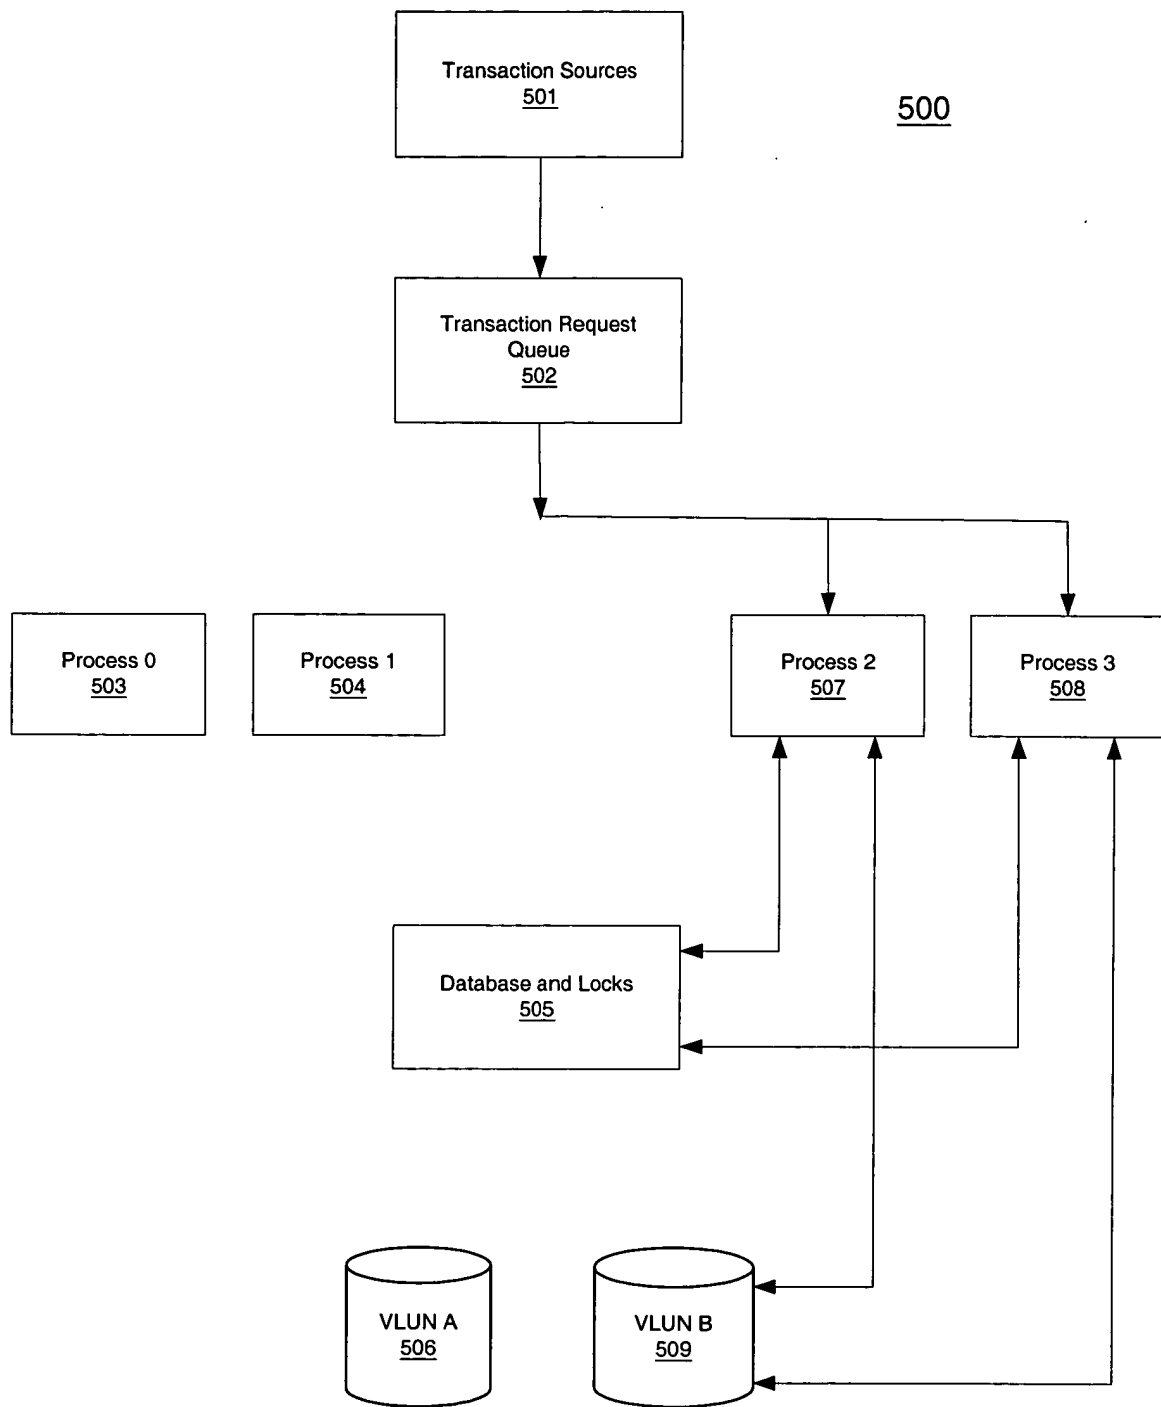 Transaction Sources
501
500
Transaction Request
Queue
502
Process 0
503
Process 1
504
Process 2
507
Process 3
508
Database and Locks
505
VLUN A
506
VLUN B
509